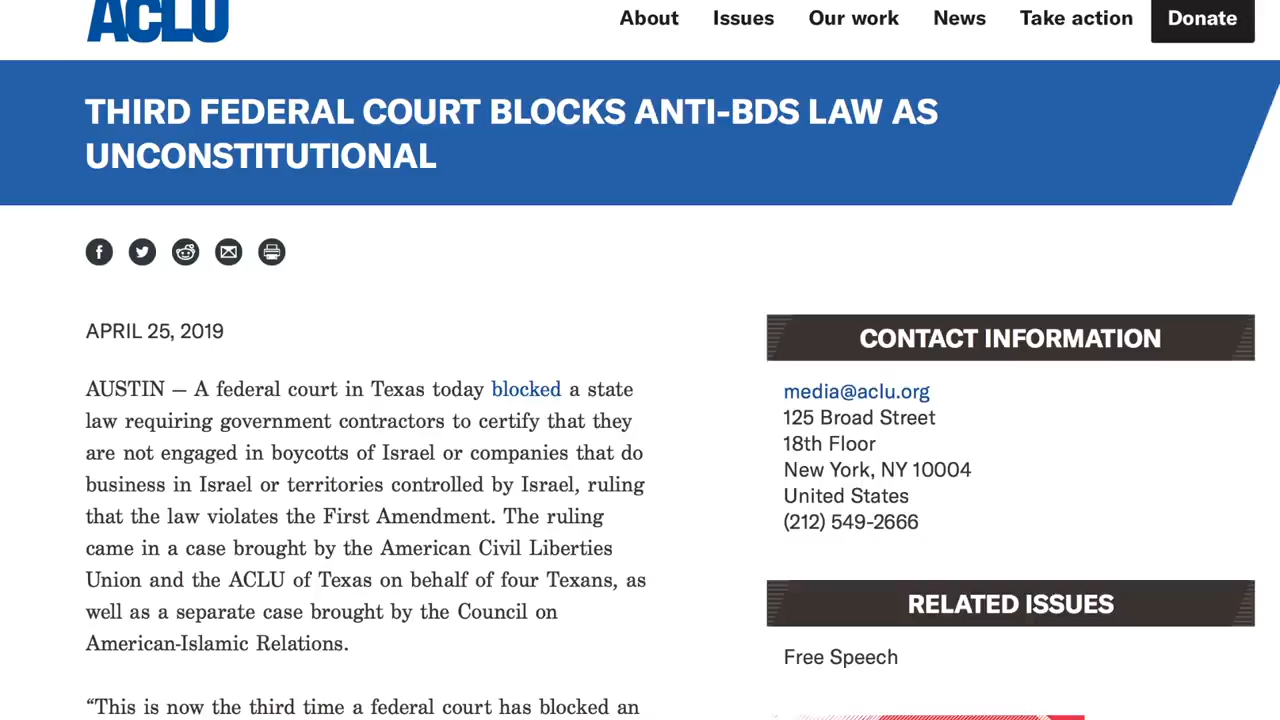 ACLU
About Issues Our work News Take action Donate
THIRD FEDERAL COURT BLOCKS ANTI-BDS LAW AS
UNCONSTITUTIONAL
APRIL 25, 2019
AUSTIN — A federal court in Texas today blocked a state
law requiring government contractors to certify that they
are not engaged in boycotts of Israel or companies that do
business in Israel or territories controlled by Israel, ruling
that the law violates the First Amendment. The ruling
came in a case brought by the American Civil Liberties
Union and the ACLU of Texas on behalf of four Texans, as
well as a separate case brought by the Council on
American-Islamic Relations.
“This is now the third time a federal court has blocked an
CONTACT INFORMATION
media@aclu.org
125 Broad Street
18th Floor
New York, NY 10004
United States
(212) 549-2666
RELATED ISSUES
Free Speech